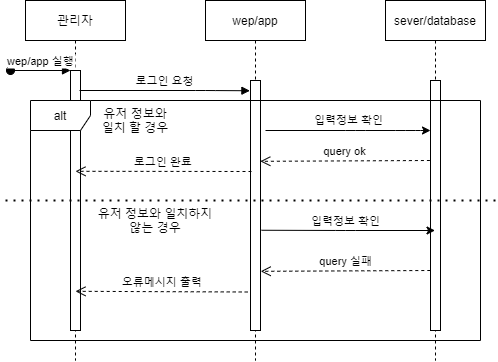 관리자
wep/app
sever/database
wep/app 실행
로그인 요청
alt
유저 정보와
일치 할 경우
입력정보 확인
query ok
로그인 완료
유저 정보와 일치하지
않는 경우
입력정보 확인
query 실패
오류메시지 출력